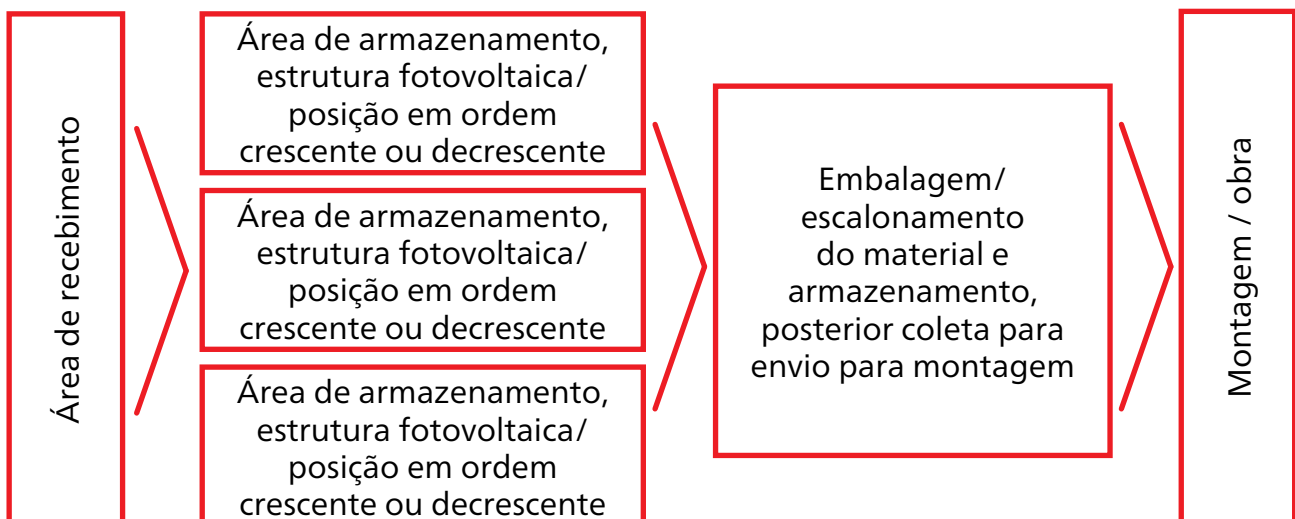 Área de recebimento
Área de armazenamento,
estrutura fotovoltaica/
posição em ordem
crescente ou decrescente
Área de armazenamento,
estrutura fotovoltaica/
posição em ordem
crescente ou decrescente
Área de armazenamento,
estrutura fotovoltaica/
posição em ordem
crescente ou decrescente
Embalagem/
escalonamento
do material e
armazenamento,
posterior coleta para
envio para montagem
Montagem / obra